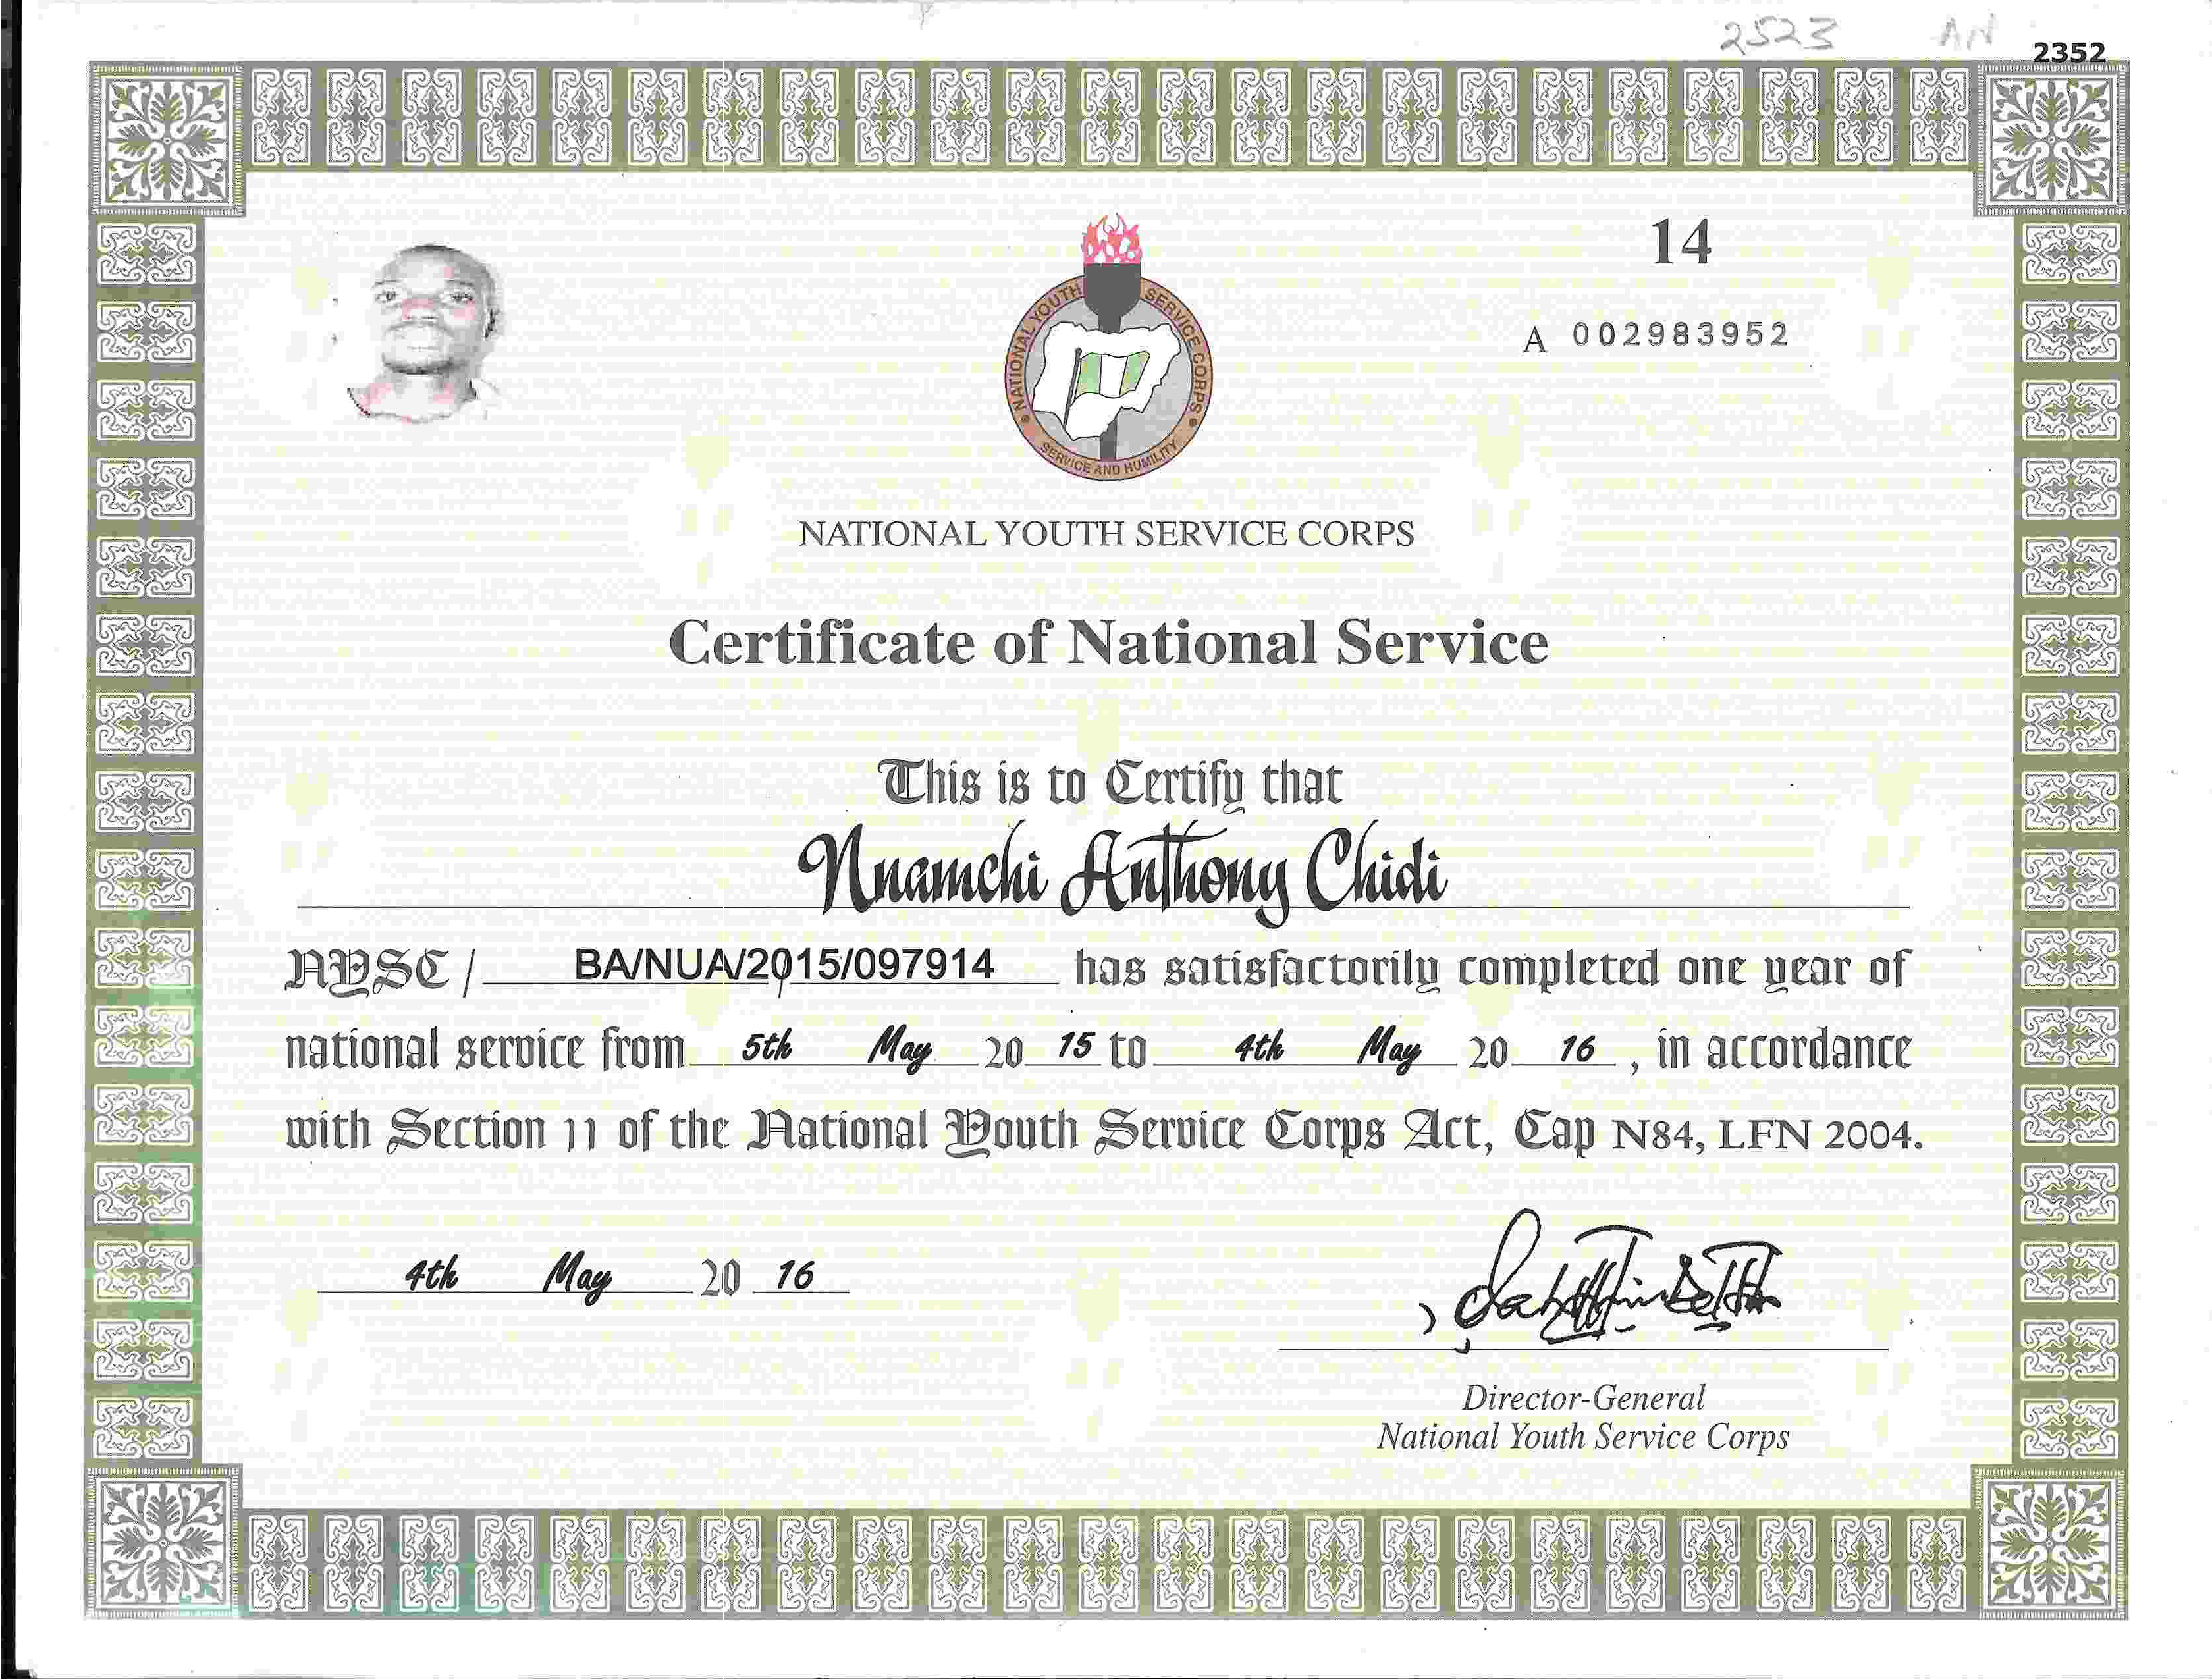 2523 AN
2352
14
A 002983952
NATIONAL YOUTH SERVICE CORPS
SERVICE AND HUMILITY
NATIONAL YOUTH SERVICE CORPS
Certificate of National Service
This is to Certify that
Nnamchi Anthony Chidi
NYSC / BA/NUA/2015/097914 has satisfactorily completed one year of
national service from 5th May 20 15 to 4th May 20 16 , in accordance
with Section 11 of the National Youth Service Corps Act, Cap N84, LFN 2004.
4th May 20 16
Director-General
National Youth Service Corps